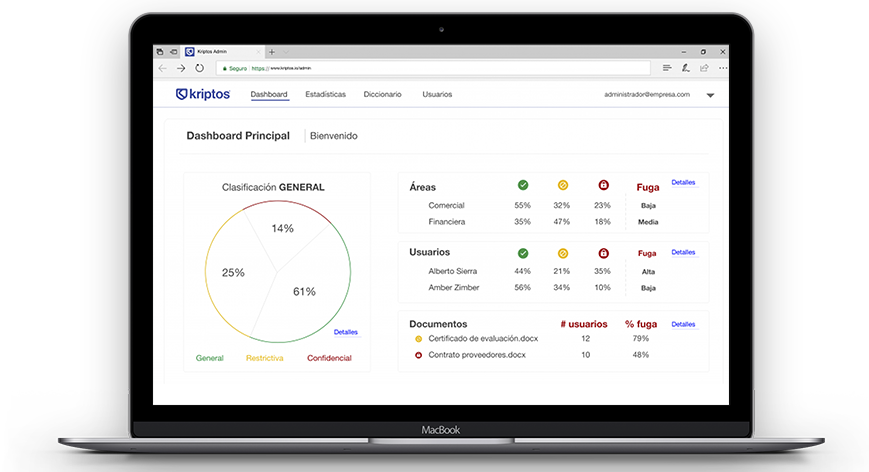 Kriptos Admin
Seguro https://www.kriptos.io/admin
kriptos Dashboard Estadísticas Diccionario Usuarios administrador@empresa.com
Dashboard Principal Bienvenido
Clasificación GENERAL
14%
25%
61%
Detalles
General Restrictiva Confidencial
Áreas Fuga Detalles
Comercial 55% 32% 23% Baja
Financiera 35% 47% 18% Media
Usuarios Fuga Detalles
Alberto Sierra 44% 21% 35% Alta
Amber Zimber 56% 34% 10% Baja
Documentos # usuarios % fuga Detalles
Certificado de evaluación.docx 12 79%
Contrato proveedores.docx 10 48%
MacBook